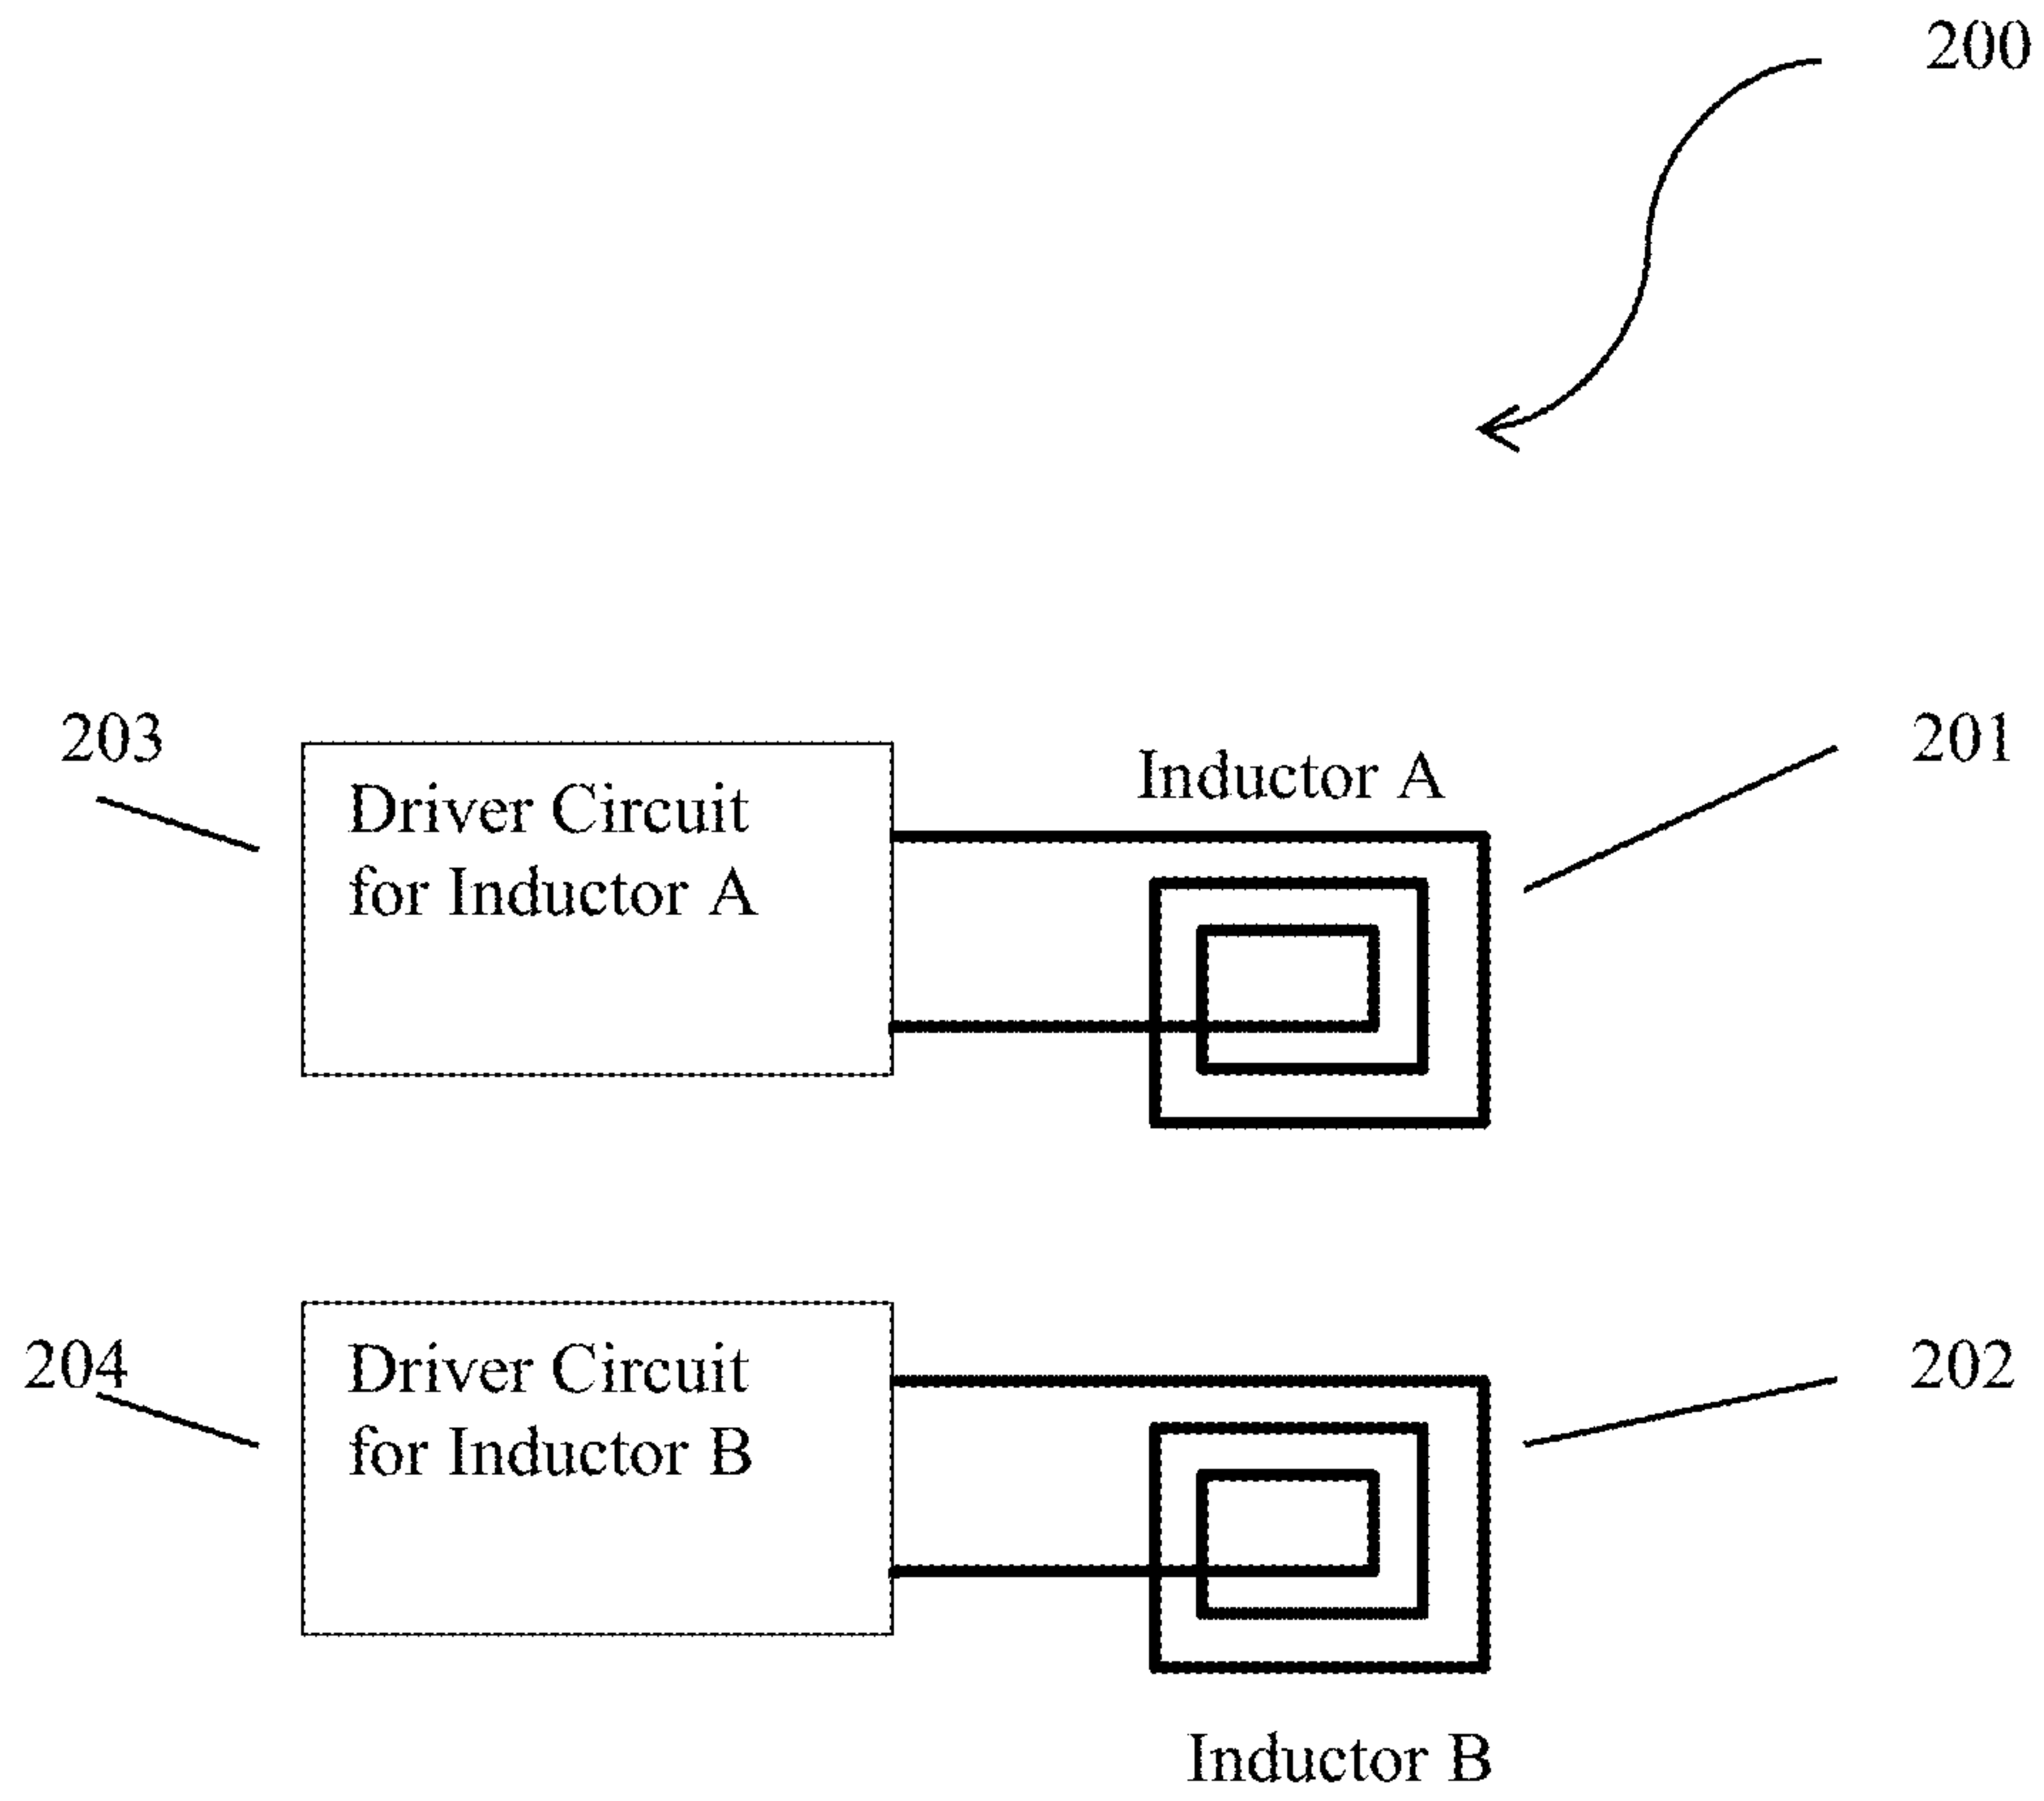 200
203
Driver Circuit
for Inductor A
Inductor A
201
204
Driver Circuit
for Inductor B
202
Inductor B